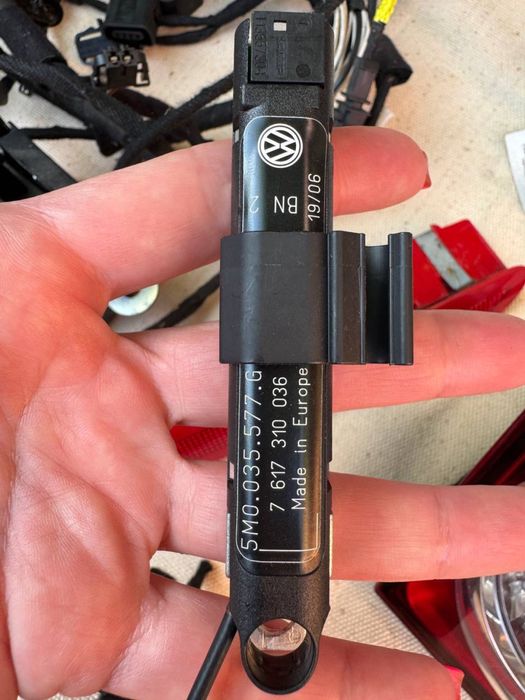 BN 2
19/06
5M0.035.577.G
7 617 310 036
Made in Europe